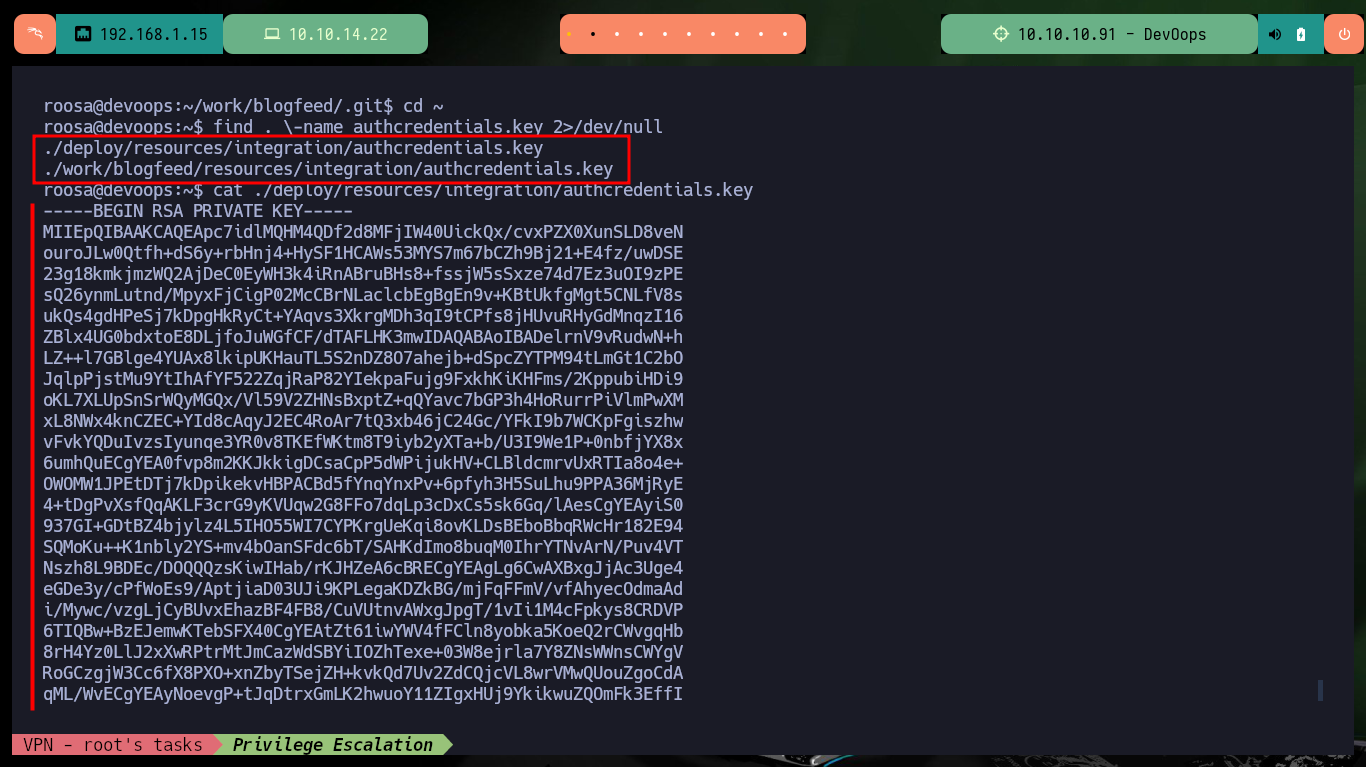 192.168.1.15
10.10.14.22
10.10.10.91 - DevOops
roosa@devoops:~/work/blogfeed/.git$ cd ~
roosa@devoops:~$ find . \-name authcredentials.key 2>/dev/null
./deploy/resources/integration/authcredentials.key
./work/blogfeed/resources/integration/authcredentials.key
roosa@devoops:~$ cat ./deploy/resources/integration/authcredentials.key
-----BEGIN RSA PRIVATE KEY-----
MIIEpQIBAAKCAQEApc7idlMQHM4QDf2d8MFjIW40UickQx/cvxPZX0XunSLD8veN
ouroJLw0Qtfh+dS6y+rbHnj4+HySF1HCAWs53MYS7m67bCZh9Bj21+E4fz/uwDSE
23g18kmkjmzWQ2AjDeC0EyWH3k4iRnABruBHs8+fssjW5sSxze74d7Ez3uOI9zPE
sQ26ynmLutnd/MpyxFjCigP02McCBrNLaclcbEgBgEn9v+KBtUkfgMgt5CNLfV8s
ukQs4gdHPeSj7kDpgHkRyCt+YAqvs3XkrgMDh3qI9tCPfs8jHUvuRHyGdMnqzI16
ZBlx4UG0bdxtoE8DLjfoJuWGfCF/dTAFLHK3mwIDAQABAoIBADelrnV9vRudwN+h
LZ++l7GBlge4YUAx8lkipUKHauTL5S2nDZ8O7ahejb+dSpcZYTPM94tLmGt1C2bO
JqlpPjstMu9YtIhAfYF522ZqjRaP82YIekpaFujg9FxkhKiKHFms/2KppubiHDi9
oKL7XLUpSnSrWQyMGQx/Vl59V2ZHNsBxptZ+qQYavc7bGP3h4HoRurrPiVlmPwXM
xL8NWx4knCZEC+YId8cAqyJ2EC4RoAr7tQ3xb46jC24Gc/YFkI9b7WCKpFgiszhw
vFvkYQDuIvzsIyunqe3YR0v8TKEfWKtm8T9iyb2yXTa+b/U3I9We1P+0nbfjYX8x
6umhQuECgYEA0fvp8m2KKJkkigDCsaCpP5dWPijukHV+CLBldcmrvUxRTIa8o4e+
OWOMW1JPEtDTj7kDpikekvHBPACBd5fYnqYnxPv+6pfyh3H5SuLhu9PPA36MjRyE
4+tDgPvXsfQqAKLF3crG9yKVUqw2G8FFo7dqLp3cDxCs5sk6Gq/lAesCgYEAyiS0
937GI+GDtBZ4bjylz4L5IHO55WI7CYPKrgUeKqi8ovKLDsBEboBbqRWcHr182E94
SQMoKu++K1nbly2YS+mv4bOanSFdc6bT/SAHKdImo8buqM0IhrYTNvArN/Puv4VT
Nszh8L9BDEc/DOQQQzsKiwIHab/rKJHZeA6cBRECgYEAgLg6CwAXBxgJjAc3Uge4
eGDe3y/cPfWoEs9/AptjiaD03UJi9KPLegaKDZkBG/mjFqFFmV/vfAhyecOdmaAd
i/Mywc/vzgLjCyBUvxEhazBF4FB8/CuVUtnvAWxgJpgT/1vIi1M4cFpkys8CRDVP
6TIQBw+BzEJemwKTebSFX40CgYEAtZt61iwYWV4fFCln8yobka5KoeQ2rCWvgqHb
8rH4Yz0LlJ2xXwRPtrMtJmCazWdSBYiIOZhTexe+03W8ejrla7Y8ZNsWWnsCWYgV
RoGCzgjW3Cc6fX8PXO+xnZbyTSejZH+kvkQd7Uv2ZdCQjcVL8wrVMwQUouZgoCdA
qML/WvECgYEAyNoevgP+tJqDtrxGmLK2hwuoY11ZIgxHUj9YkikwuZQOmFk3EffI
VPN - root's tasks
Privilege Escalation